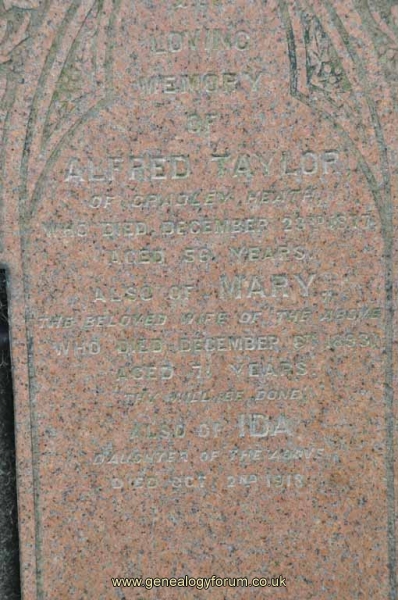 IN
LOVING
MEMORY
OF
ALFRED TAYLOR
OF CRADLEY HEATH,
WHO DIED DECEMBER
AGED 56 YEARS.
ALSO OF MARY,
THE BELOVED WIFE OF THE ABOVE
WHO DIED DECEMBER 1893,
AGED YEARS.
"THY WILL BE DONE"
ALSO OF IDA
DAUGHTER OF THE ABOVE
DIED OCT. 2ND 1918
www.genealogyforum.co.uk